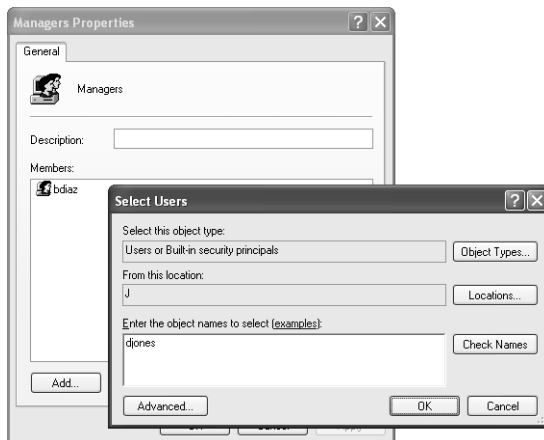 Managers Properties
General
Managers
Description:
Members:
bdiaz
Add...
Select Users
Select this object type:
Users or Built-in security principals
Object Types...
From this location:
J
Locations...
Enter the object names to select (examples):
djones
Check Names
Advanced...
OK
Cancel